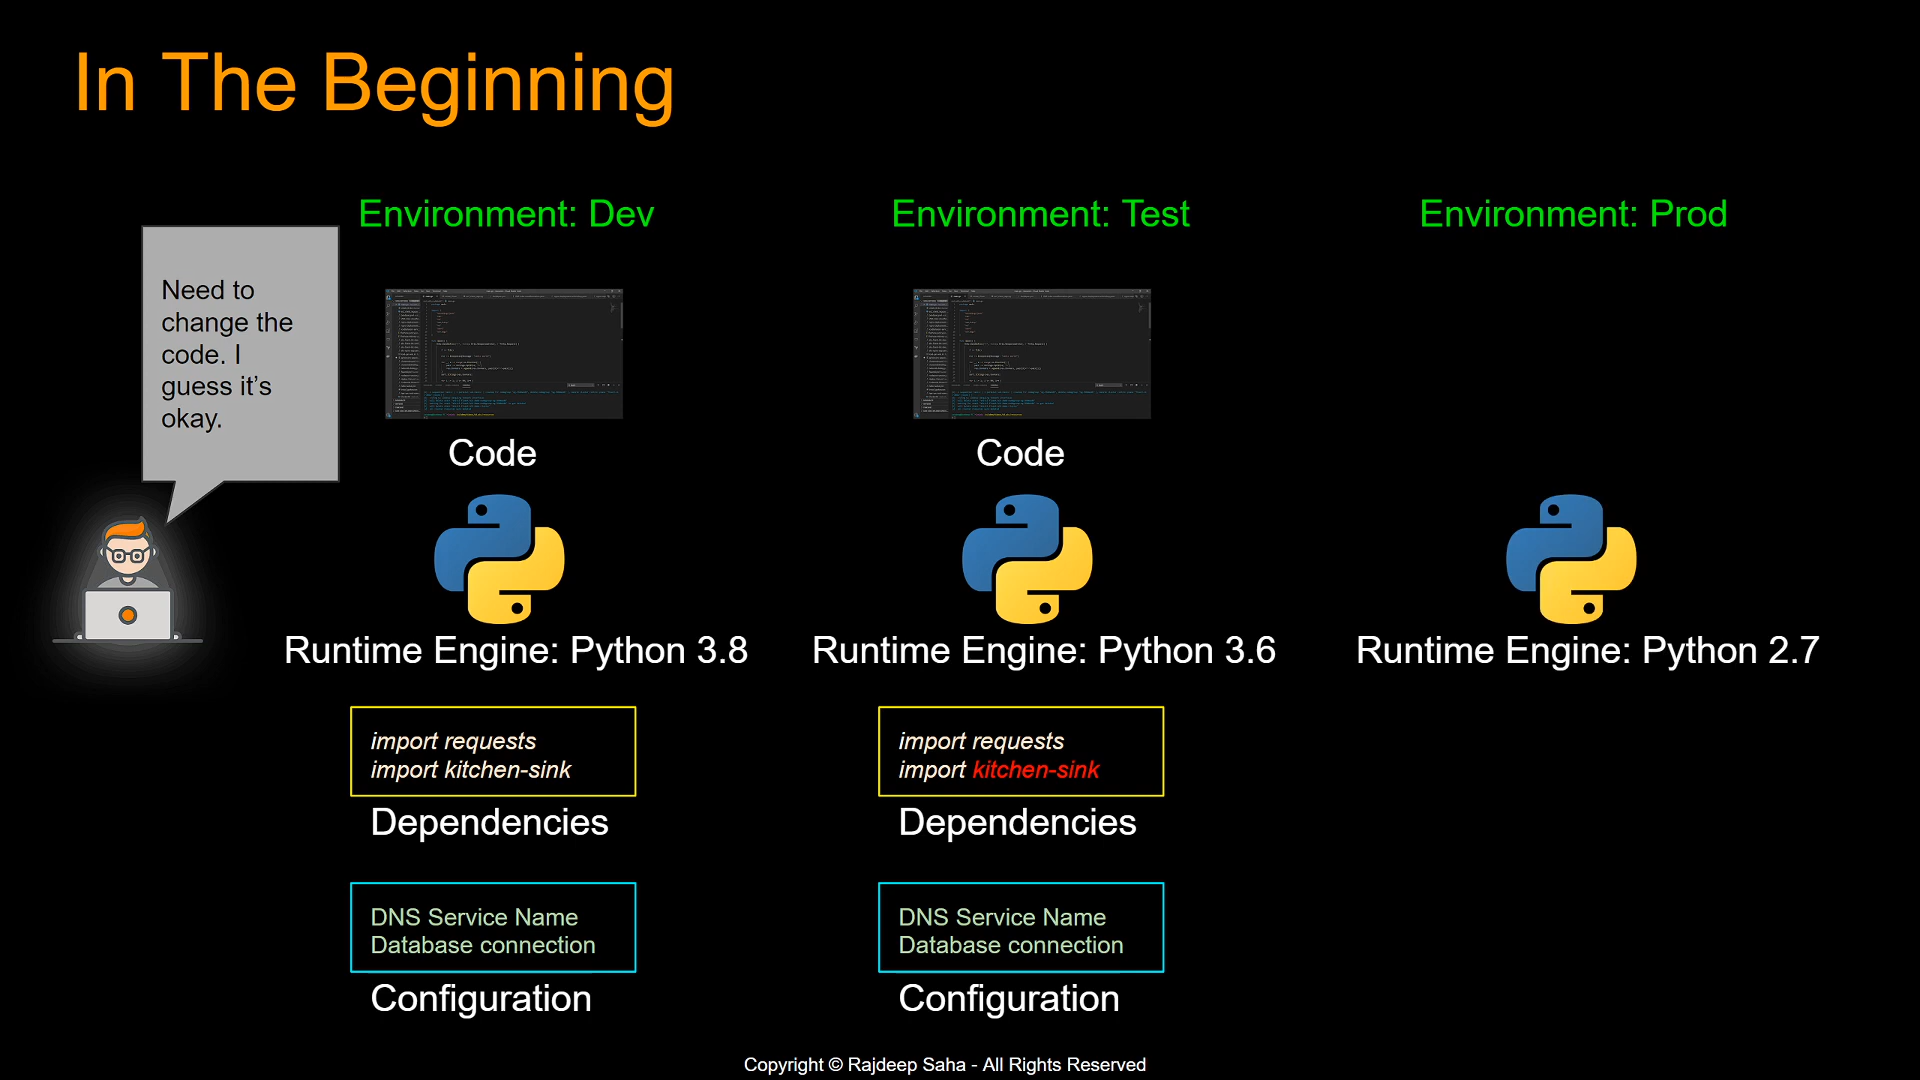 In The Beginning
Environment: Dev
Environment: Test
Environment: Prod
Need to
change the
code. I
guess it’s
okay.
Code
Code
Runtime Engine: Python 3.8
Runtime Engine: Python 3.6
Runtime Engine: Python 2.7
import requests
import kitchen-sink
Dependencies
import requests
import kitchen-sink
Dependencies
DNS Service Name
Database connection
Configuration
DNS Service Name
Database connection
Configuration
Copyright © Rajdeep Saha - All Rights Reserved